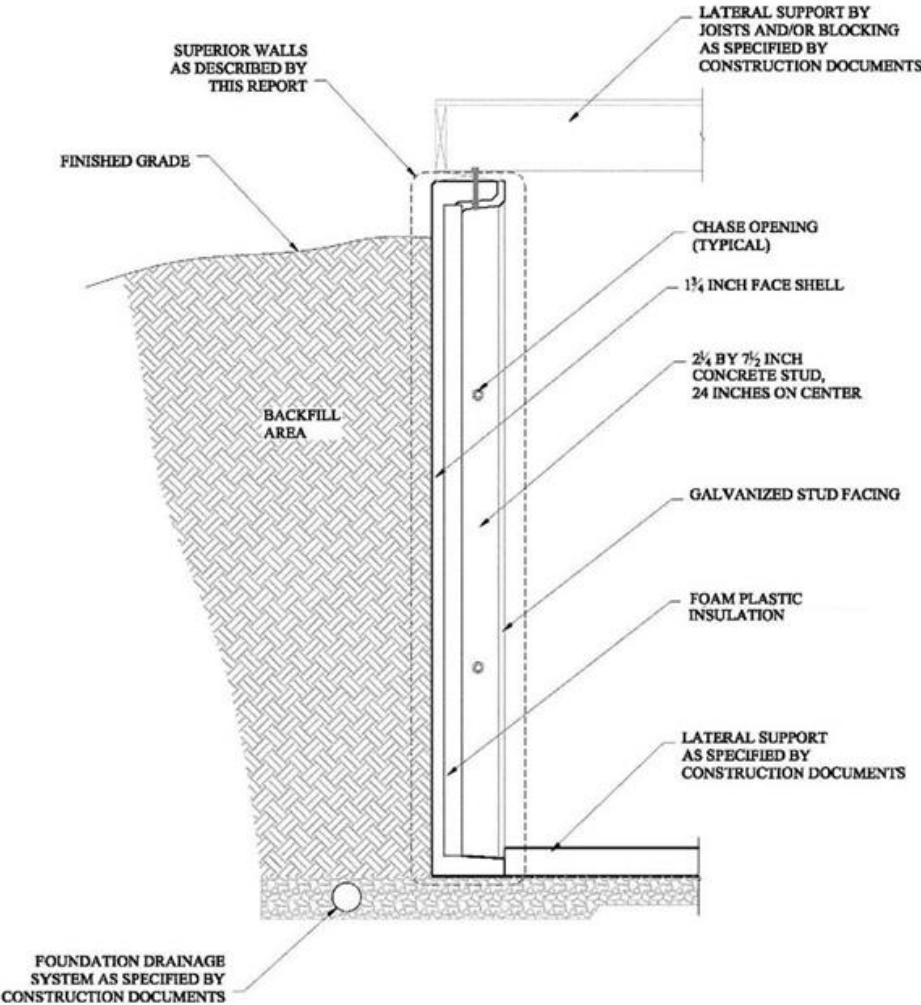 LATERAL SUPPORT BY
JOISTS AND/OR BLOCKING
AS SPECIFIED BY
CONSTRUCTION DOCUMENTS
SUPERIOR WALLS
AS DESCRIBED BY
THIS REPORT
FINISHED GRADE
CHASE OPENING
(TYPICAL)
1¾ INCH FACE SHELL
2¼ BY 7½ INCH
CONCRETE STUD,
24 INCHES ON CENTER
BACKFILL
AREA
GALVANIZED STUD FACING
FOAM PLASTIC
INSULATION
LATERAL SUPPORT
AS SPECIFIED BY
CONSTRUCTION DOCUMENTS
FOUNDATION DRAINAGE
SYSTEM AS SPECIFIED BY
CONSTRUCTION DOCUMENTS